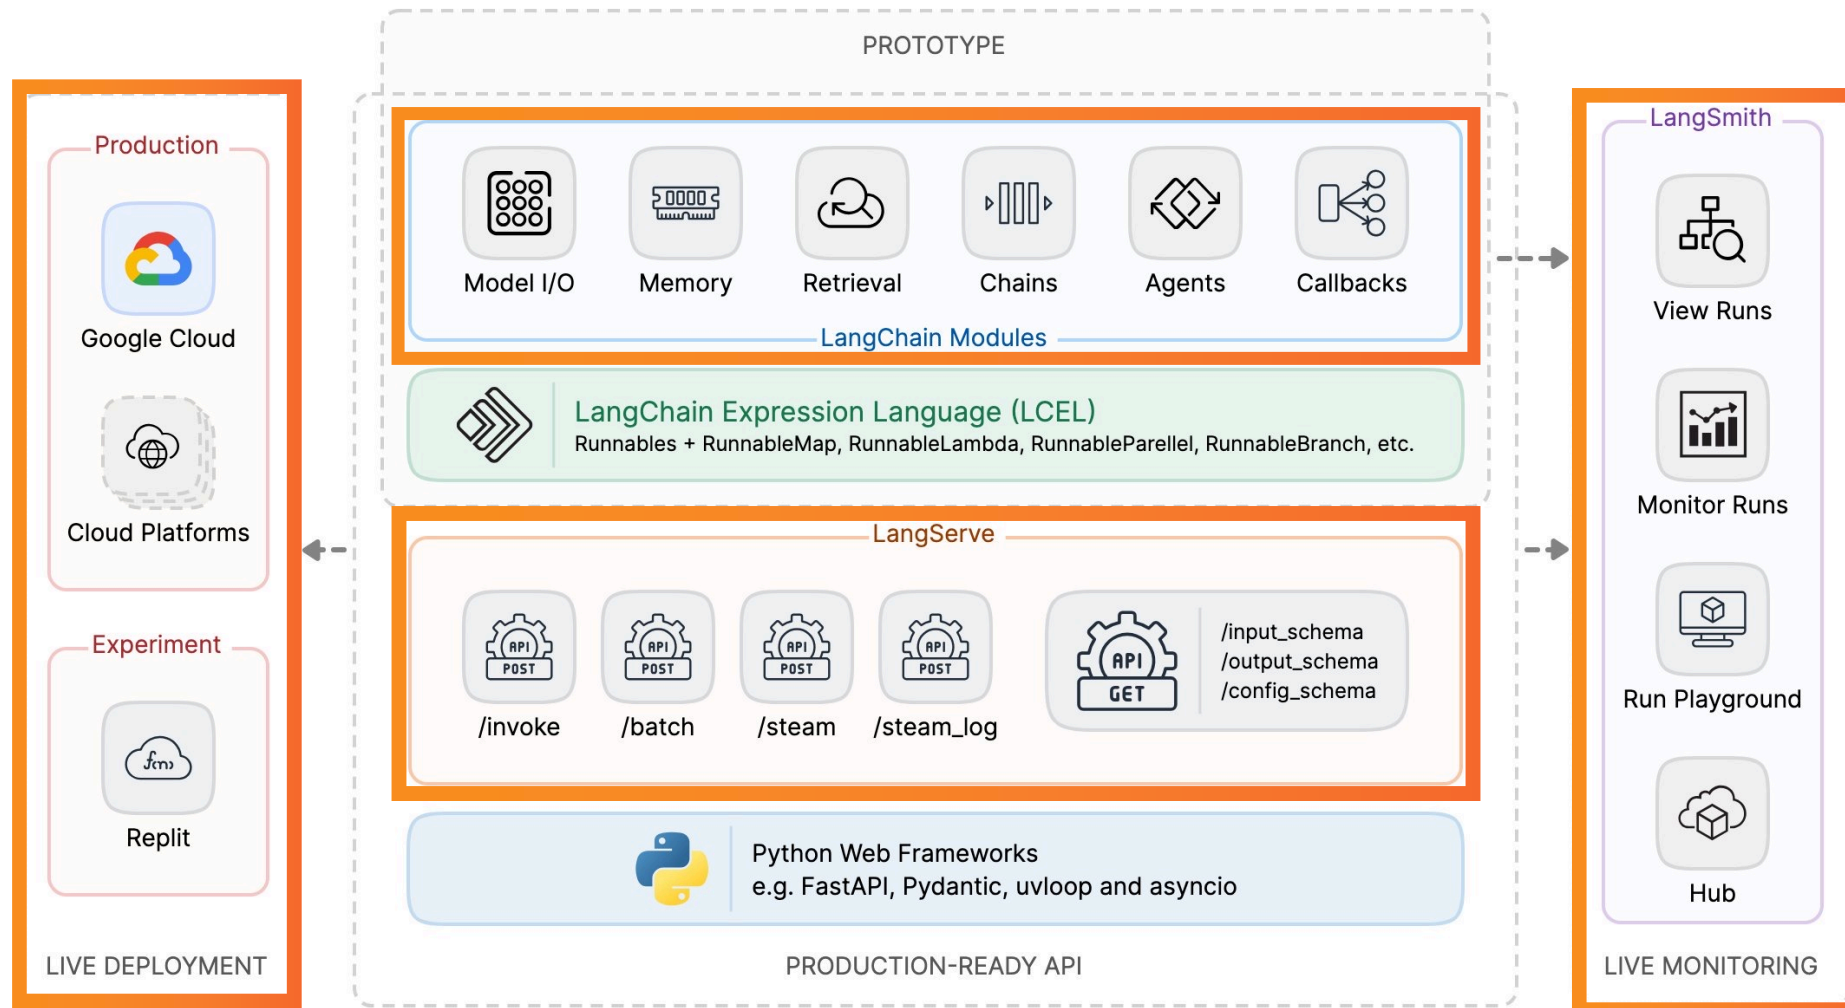 PROTOTYPE
Production
Google Cloud
Cloud Platforms
Experiment
Replit
LIVE DEPLOYMENT
Model I/O
Memory
Retrieval
Chains
Agents
Callbacks
LangChain Modules
LangChain Expression Language (LCEL)
Runnables + RunnableMap, RunnableLambda, RunnableParellel, RunnableBranch, etc.
LangServe
API
POST
/invoke
API
POST
/batch
API
POST
/steam
API
POST
/steam_log
API
GET
/input_schema
/output_schema
/config_schema
Python Web Frameworks
e.g. FastAPI, Pydantic, uvloop and asyncio
PRODUCTION-READY API
LangSmith
View Runs
Monitor Runs
Run Playground
Hub
LIVE MONITORING